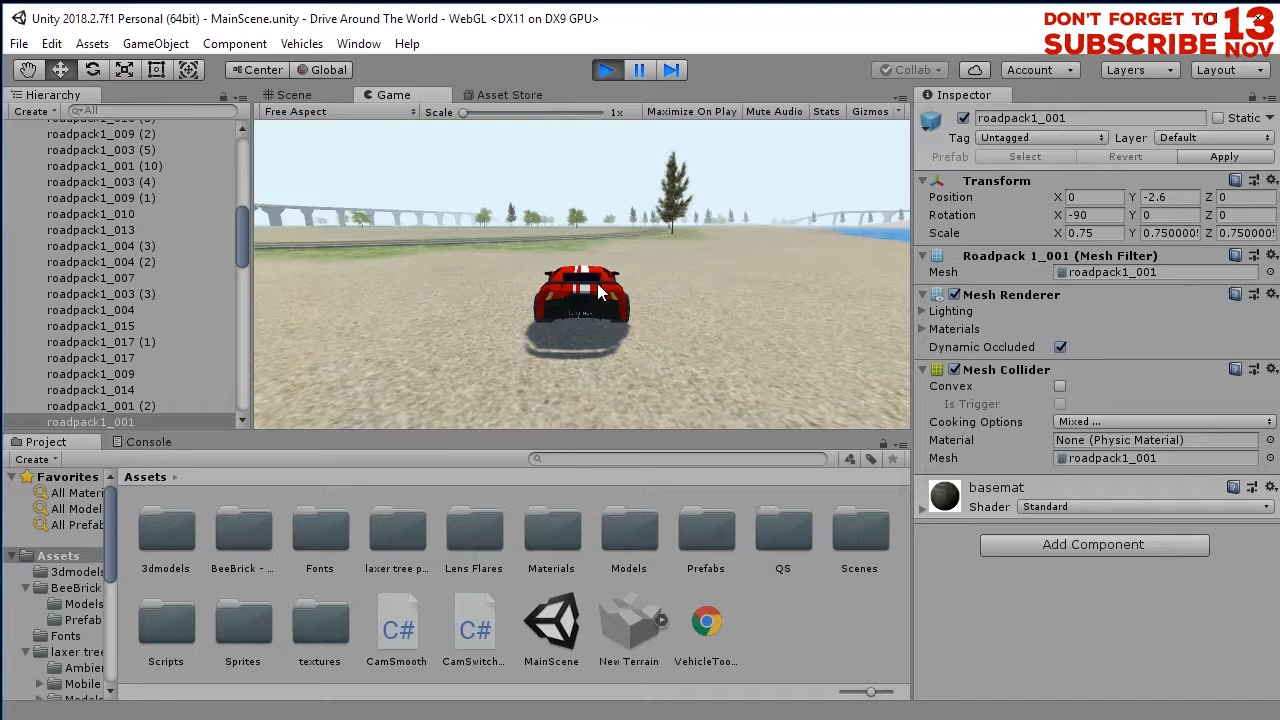 Unity 2018.2.7f1 Personal (64bit) - MainScene.unity - Drive Around The World - WebGL <DX11 on DX9 GPU>
DON'T FORGET TO
SUBSCRIBE
13
NOV
File Edit Assets GameObject Component Vehicles Window Help
Center Global Collab Account Layers Layout
Hierarchy
Create All
roadpack1_009 (2)
roadpack1_003 (5)
roadpack1_001 (10)
roadpack1_003 (4)
roadpack1_009 (1)
roadpack1_010
roadpack1_013
roadpack1_004 (3)
roadpack1_004 (2)
roadpack1_007
roadpack1_003 (3)
roadpack1_004
roadpack1_015
roadpack1_017 (1)
roadpack1_017
roadpack1_009
roadpack1_014
roadpack1_001 (2)
roadpack1_001
Scene Game Asset Store
Free Aspect Scale 1x Maximize On Play Mute Audio Stats Gizmos
Inspector
roadpack1_001 Static
Tag Untagged Layer Default
Prefab Select Revert Apply
Transform
Position X 0 Y -2.6 Z 0
Rotation X -90 Y 0 Z 0
Scale X 0.75 Y 0.750000 Z 0.750000
Roadpack 1_001 (Mesh Filter)
Mesh roadpack1_001
Mesh Renderer
Lighting
Materials
Dynamic Occluded
Mesh Collider
Convex
Is Trigger
Cooking Options Mixed ...
Material None (Physic Material)
Mesh roadpack1_001
basemat
Shader Standard
Add Component
Project Console
Create
Favorites
All Materi
All Model
All Prefab
Assets
3dmodels
BeeBrick
Models
Prefab
Fonts
laxer tree
Ambien
Mobile
Assets
3dmodels BeeBrick - ... Fonts laxer tree p... Lens Flares Materials Models Prefabs QS Scenes
C# C#
Scripts Sprites textures CamSmooth CamSwitch... MainScene New Terrain VehicleToo...